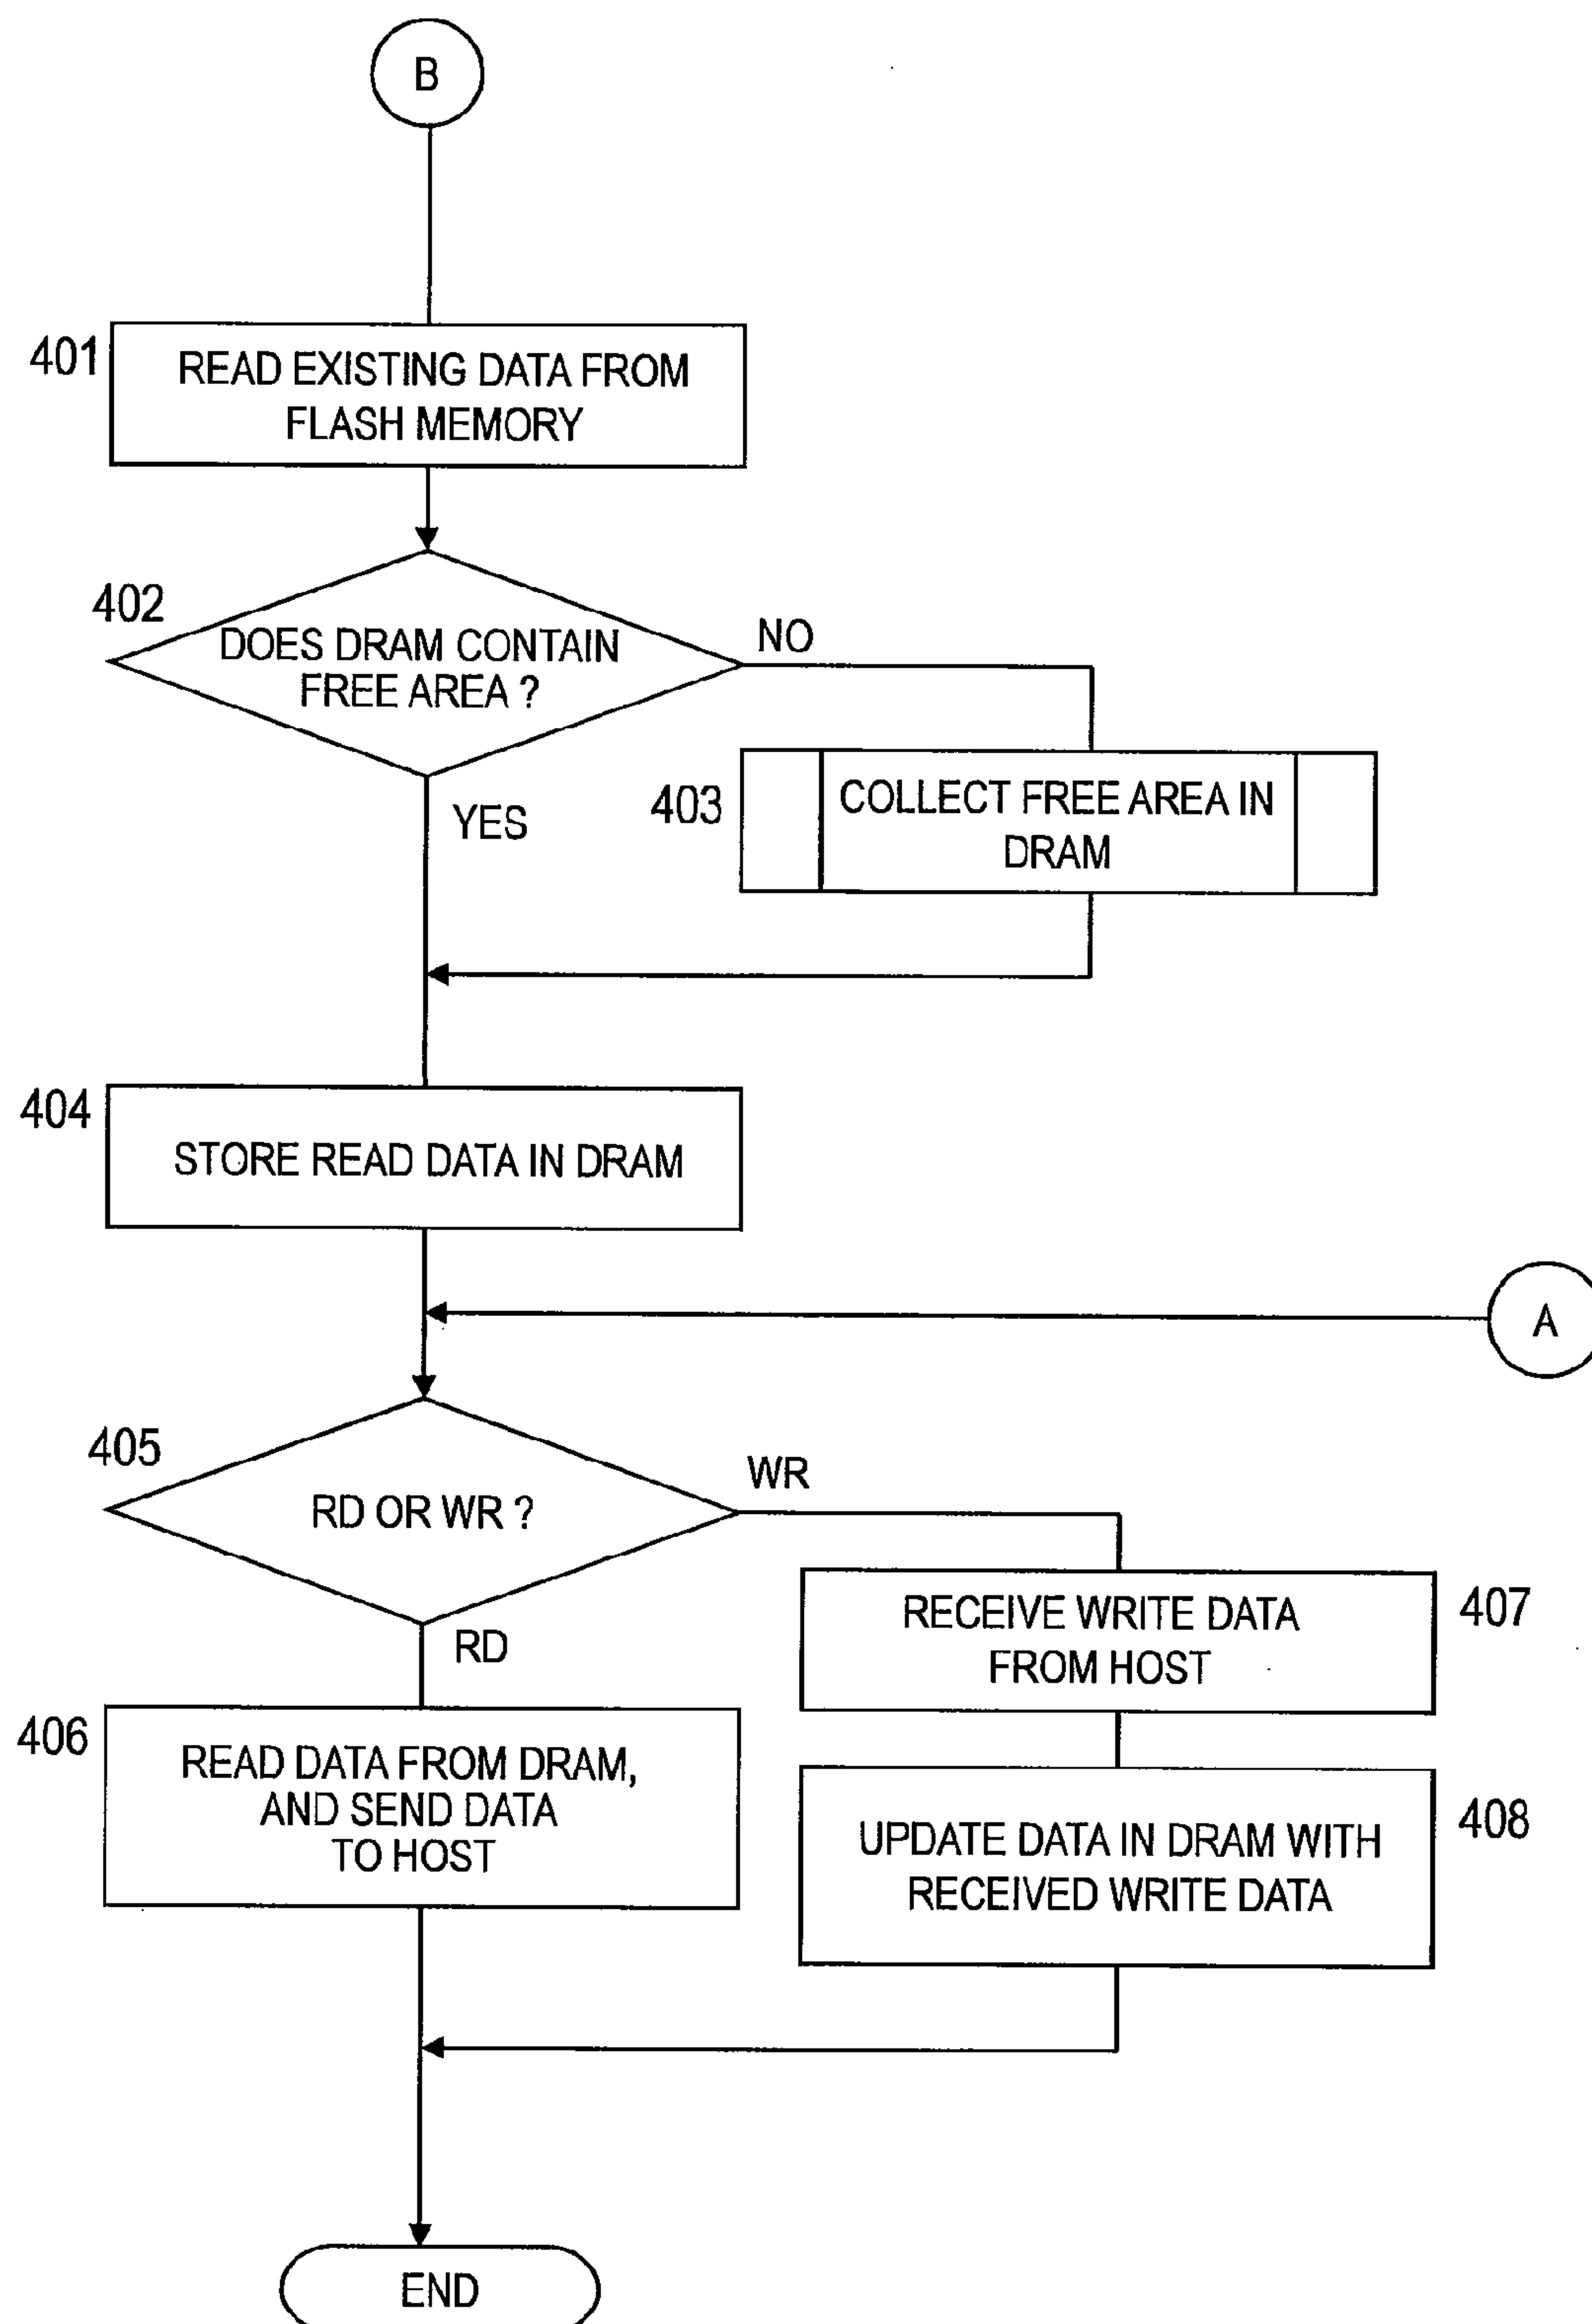 B
401
READ EXISTING DATA FROM
FLASH MEMORY
402
DOES DRAM CONTAIN
FREE AREA ?
NO
YES
403
COLLECT FREE AREA IN
DRAM
404
STORE READ DATA IN DRAM
A
405
RD OR WR ?
WR
RD
407
RECEIVE WRITE DATA
FROM HOST
406
READ DATA FROM DRAM,
AND SEND DATA
TO HOST
408
UPDATE DATA IN DRAM WITH
RECEIVED WRITE DATA
END